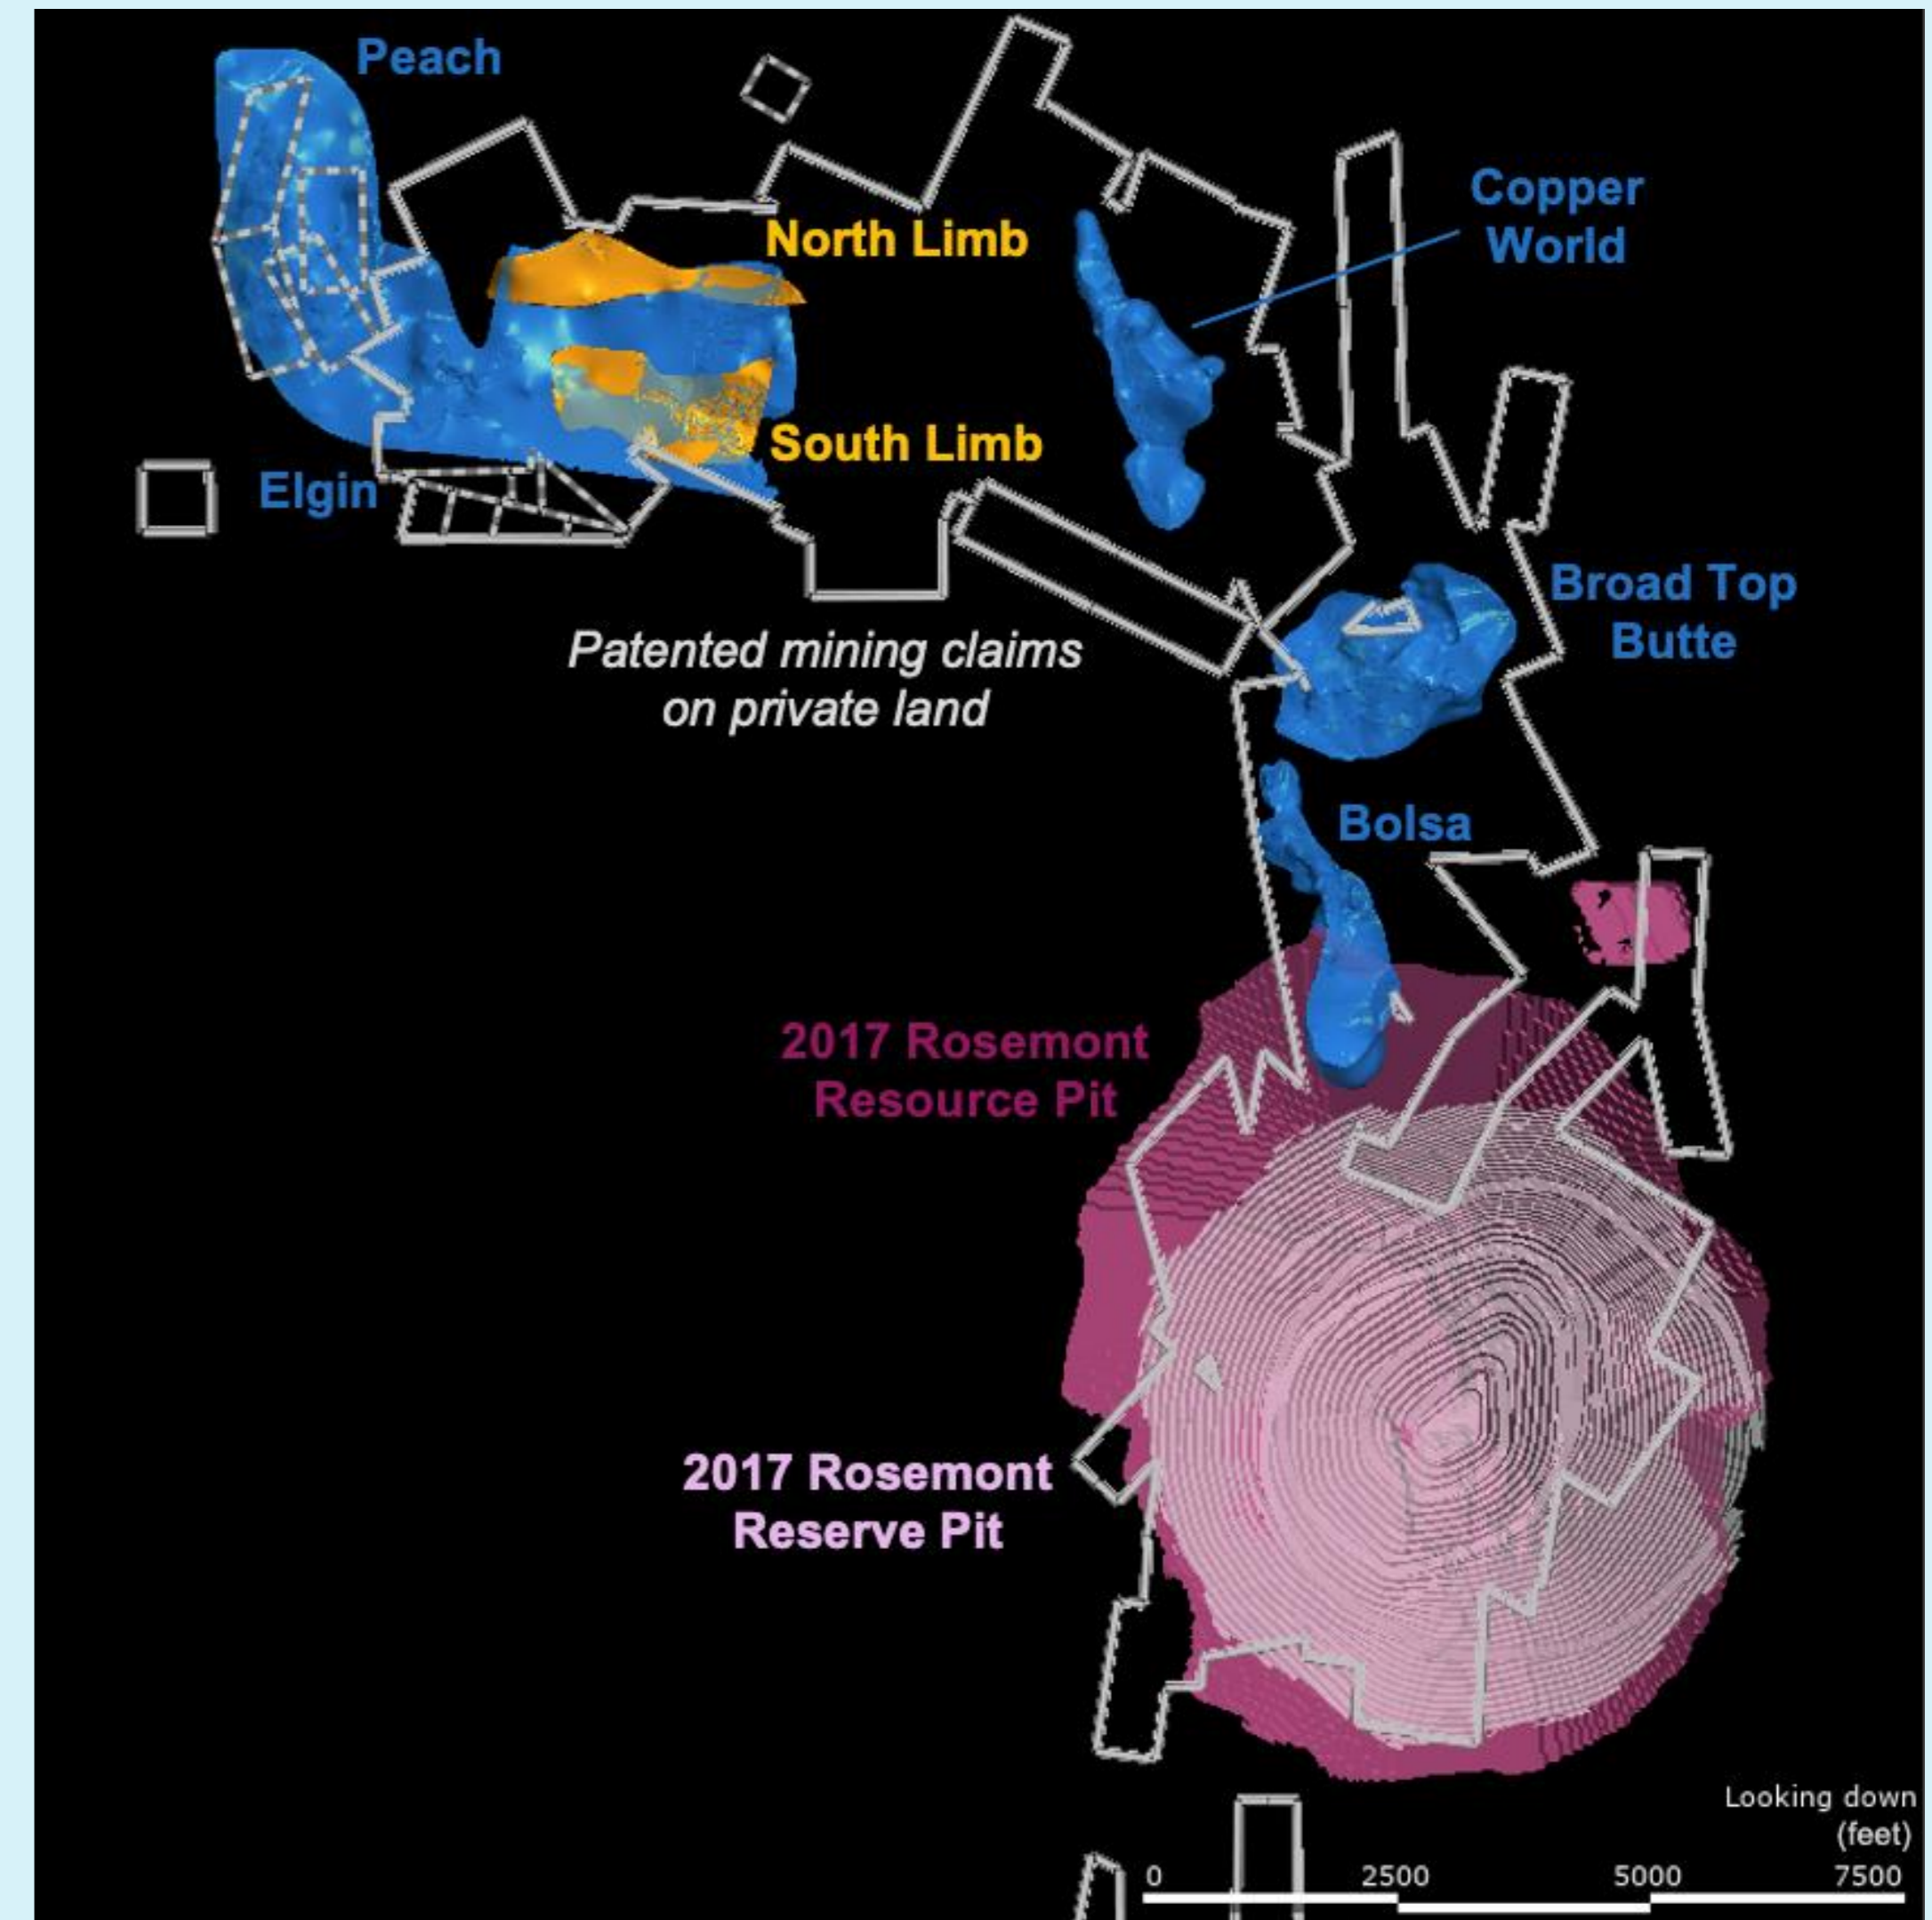 Peach
Copper
World
North Limb
South Limb
Elgin
Broad Top
Butte
Patented mining claims
on private land
Bolsa
2017 Rosemont
Resource Pit
2017 Rosemont
Reserve Pit
Looking down
(feet)
0 2500 5000 7500